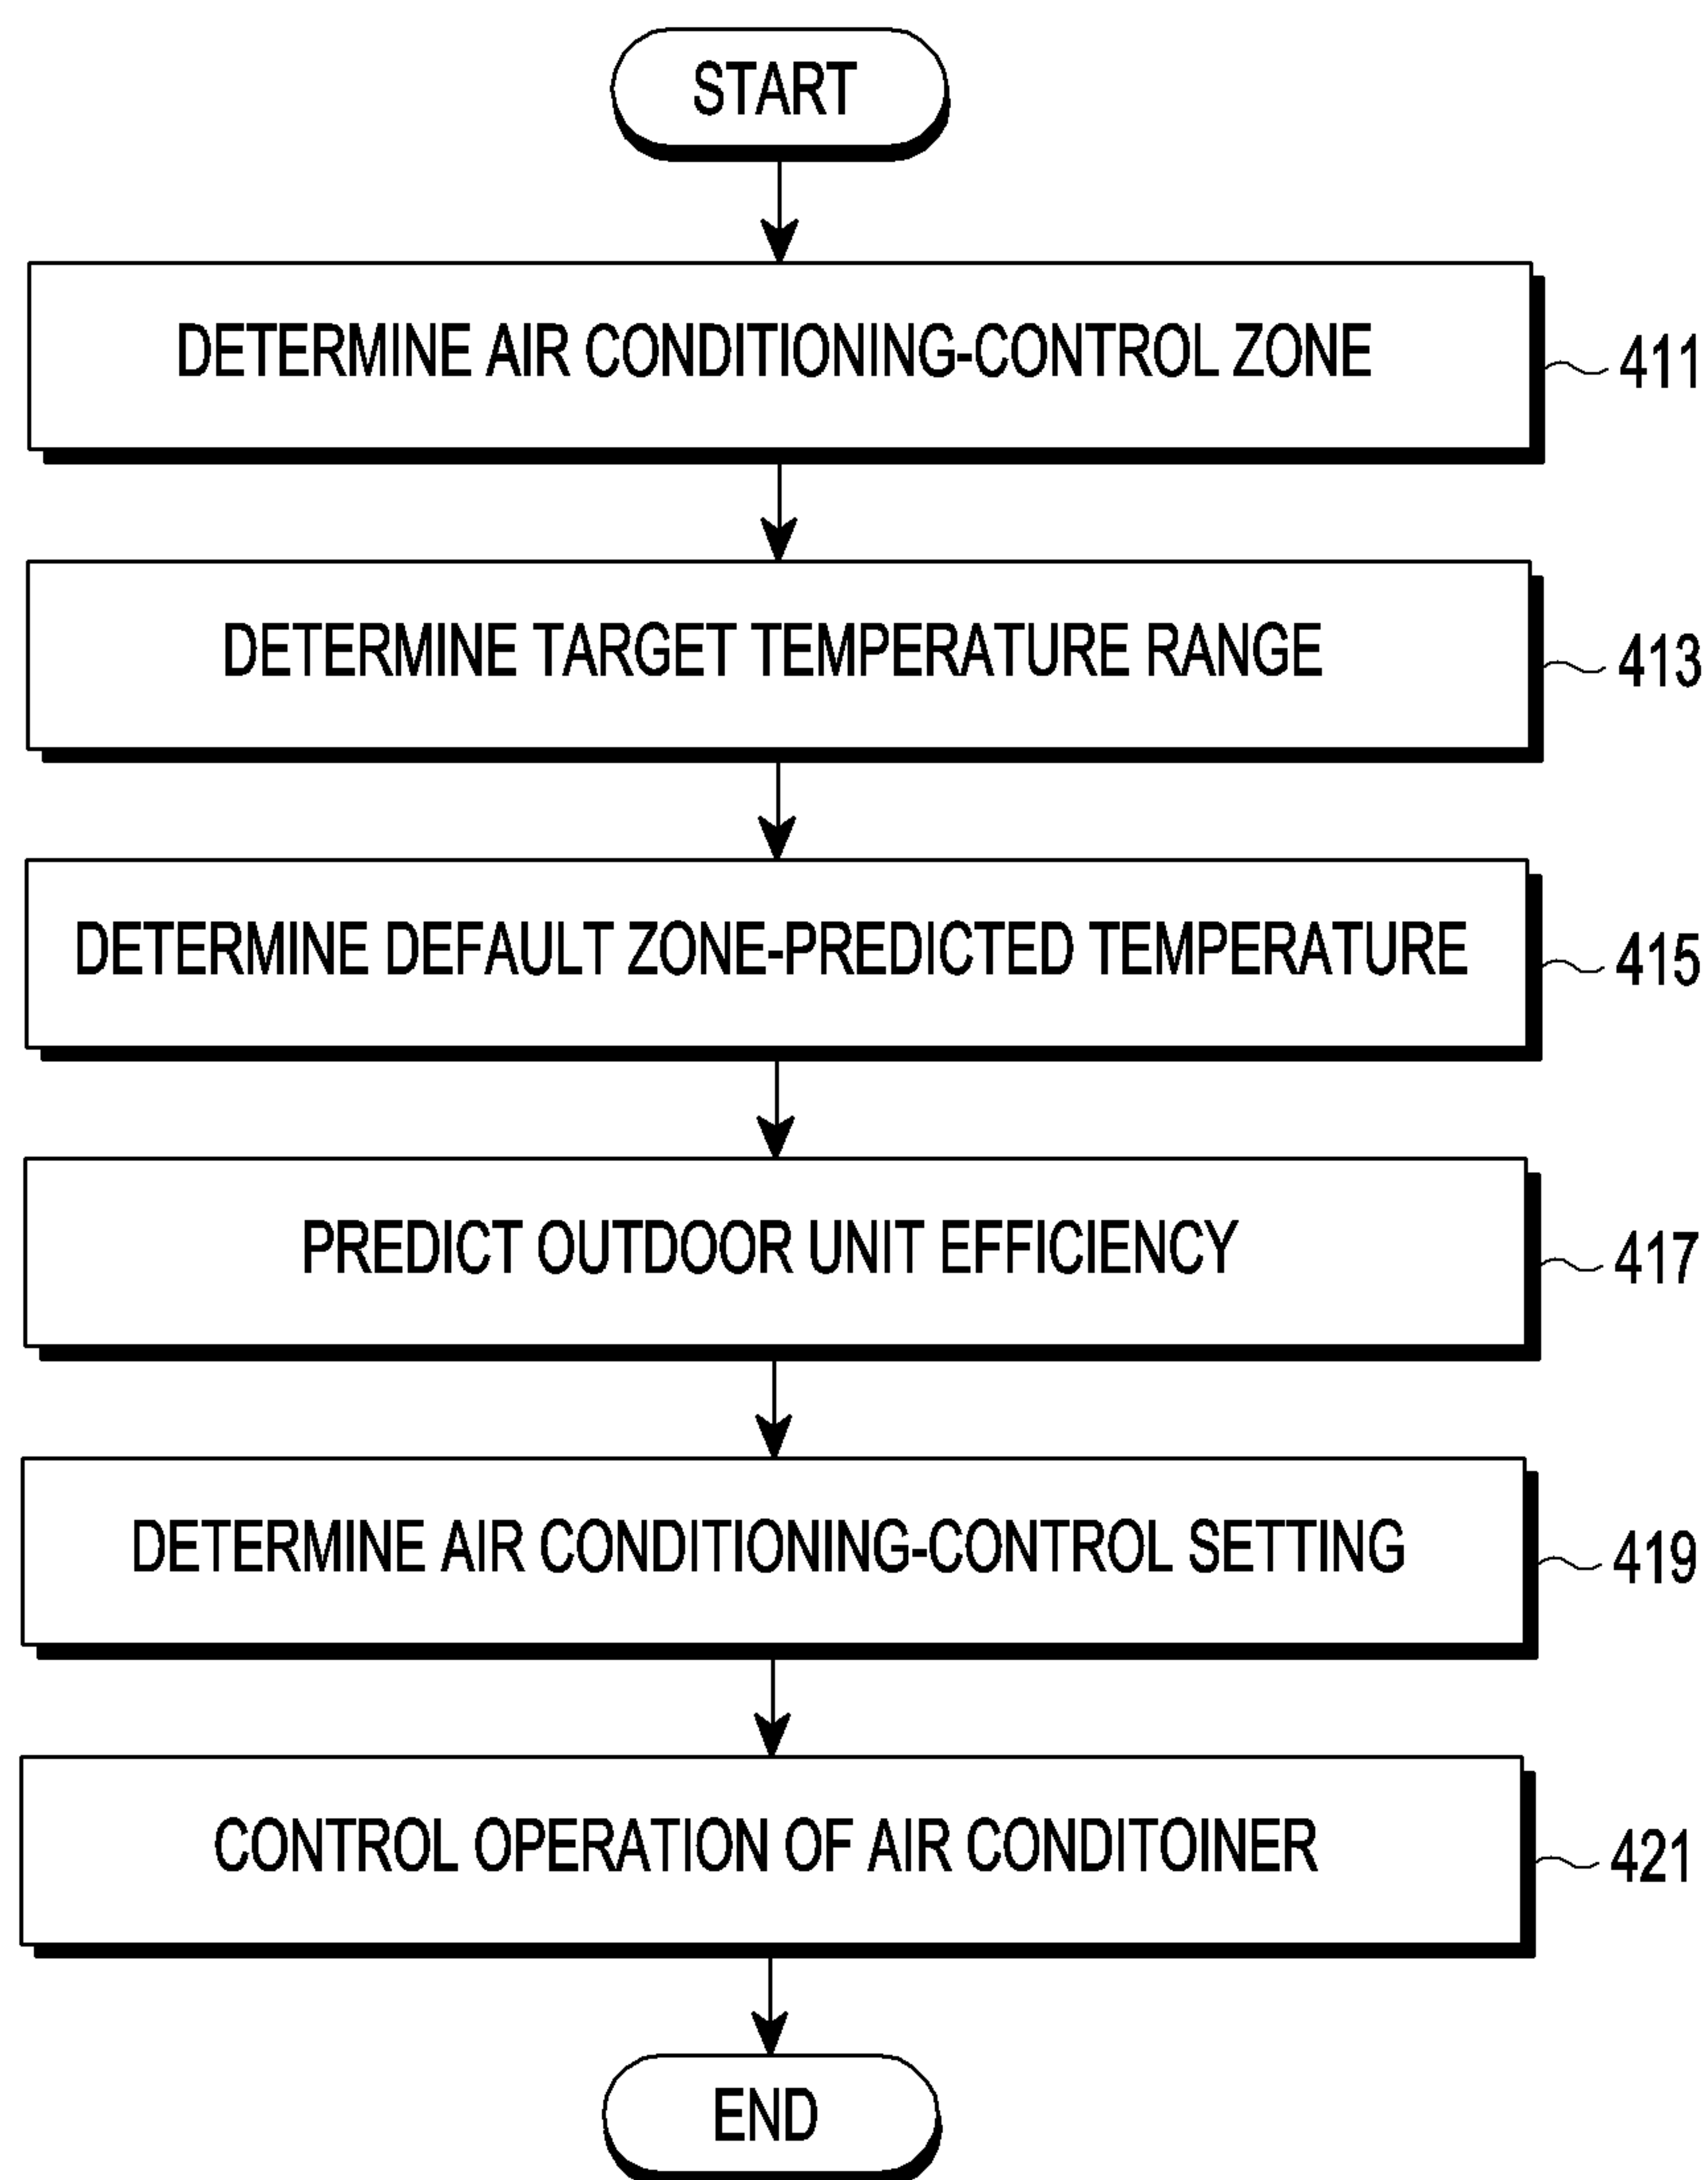 START
DETERMINE AIR CONDITIONING-CONTROL ZONE
411
DETERMINE TARGET TEMPERATURE RANGE
413
DETERMINE DEFAULT ZONE-PREDICTED TEMPERATURE
415
PREDICT OUTDOOR UNIT EFFICIENCY
417
DETERMINE AIR CONDITIONING-CONTROL SETTING
419
CONTROL OPERATION OF AIR CONDITOINER
421
END